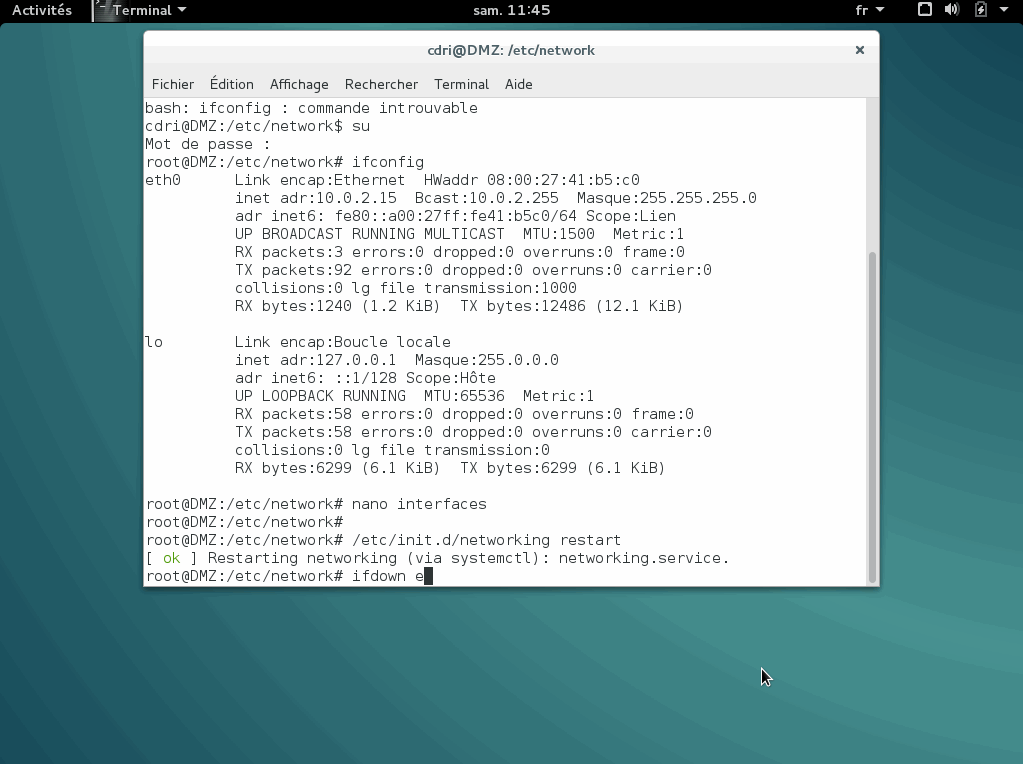 Activités Terminal sam. 11:45 fr
cdri@DMZ: /etc/network
Fichier Édition Affichage Rechercher Terminal Aide
bash: ifconfig : commande introuvable
cdri@DMZ:/etc/network$ su
Mot de passe :
root@DMZ:/etc/network# ifconfig
eth0      Link encap:Ethernet  HWaddr 08:00:27:41:b5:c0
          inet adr:10.0.2.15  Bcast:10.0.2.255  Masque:255.255.255.0
          adr inet6: fe80::a00:27ff:fe41:b5c0/64 Scope:Lien
          UP BROADCAST RUNNING MULTICAST  MTU:1500  Metric:1
          RX packets:3 errors:0 dropped:0 overruns:0 frame:0
          TX packets:92 errors:0 dropped:0 overruns:0 carrier:0
          collisions:0 lg file transmission:1000
          RX bytes:1240 (1.2 KiB)  TX bytes:12486 (12.1 KiB)
lo        Link encap:Boucle locale
          inet adr:127.0.0.1  Masque:255.0.0.0
          adr inet6: ::1/128 Scope:Hôte
          UP LOOPBACK RUNNING  MTU:65536  Metric:1
          RX packets:58 errors:0 dropped:0 overruns:0 frame:0
          TX packets:58 errors:0 dropped:0 overruns:0 carrier:0
          collisions:0 lg file transmission:0
          RX bytes:6299 (6.1 KiB)  TX bytes:6299 (6.1 KiB)
root@DMZ:/etc/network# nano interfaces
root@DMZ:/etc/network#
root@DMZ:/etc/network# /etc/init.d/networking restart
[ ok ] Restarting networking (via systemctl): networking.service.
root@DMZ:/etc/network# ifdown e